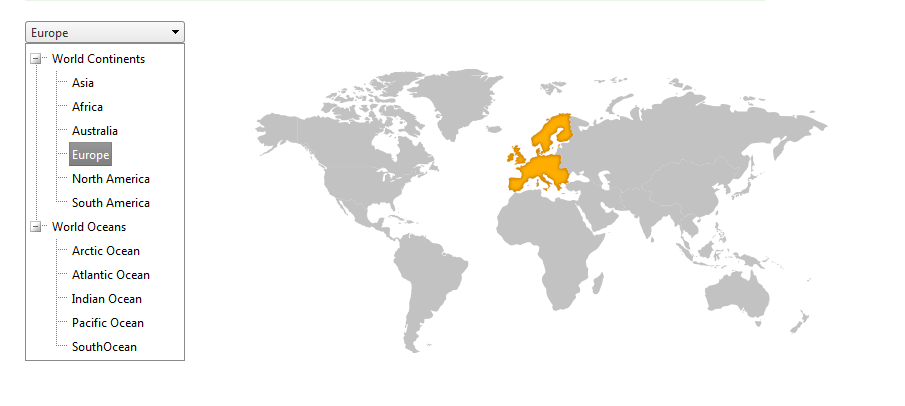 Europe
World Continents
Asia
Africa
Australia
Europe
North America
South America
World Oceans
Arctic Ocean
Atlantic Ocean
Indian Ocean
Pacific Ocean
SouthOcean